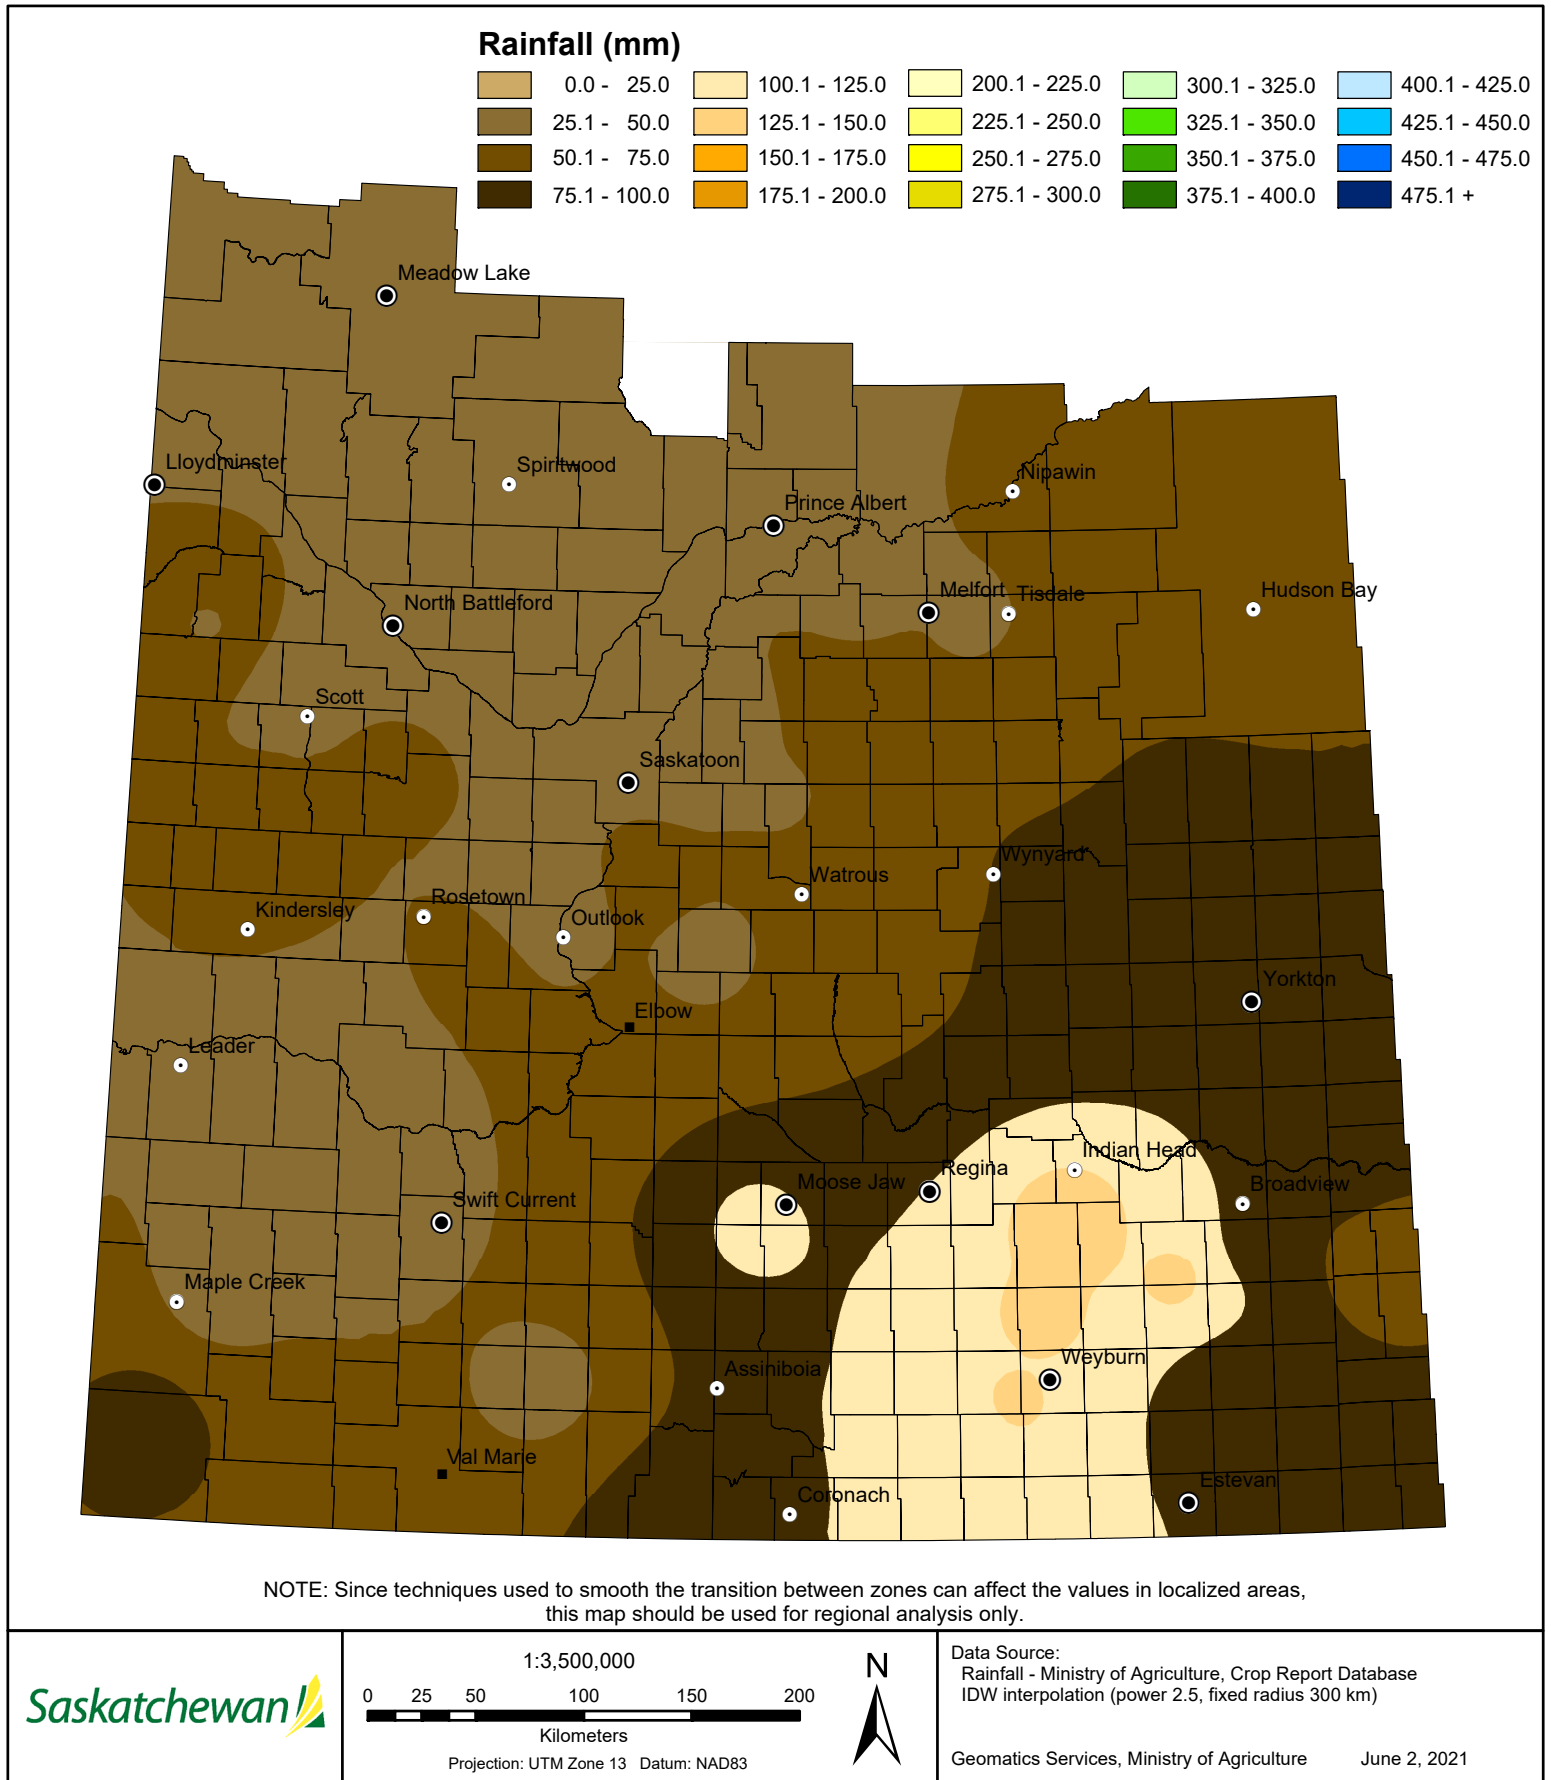 Rainfall (mm)
0.0 - 25.0
25.1 - 50.0
50.1 - 75.0
75.1 - 100.0
100.1 - 125.0
125.1 - 150.0
150.1 - 175.0
175.1 - 200.0
200.1 - 225.0
225.1 - 250.0
250.1 - 275.0
275.1 - 300.0
300.1 - 325.0
325.1 - 350.0
350.1 - 375.0
375.1 - 400.0
400.1 - 425.0
425.1 - 450.0
450.1 - 475.0
475.1 +
Meadow Lake
Lloydminster
Spiritwood
Nipawin
Prince Albert
North Battleford
Melfort
Tisdale
Hudson Bay
Scott
Saskatoon
Wynyard
Watrous
Rosetown
Kindersley
Outlook
Yorkton
Elbow
Leader
Indian Head
Regina
Moose Jaw
Broadview
Swift Current
Maple Creek
Weyburn
Assiniboia
Val Marie
Estevan
Coronach
NOTE: Since techniques used to smooth the transition between zones can affect the values in localized areas,
this map should be used for regional analysis only.
Saskatchewan
1:3,500,000
0 25 50 100 150 200
Kilometers
Projection: UTM Zone 13 Datum: NAD83
N
Data Source:
Rainfall - Ministry of Agriculture, Crop Report Database
IDW interpolation (power 2.5, fixed radius 300 km)
Geomatics Services, Ministry of Agriculture June 2, 2021